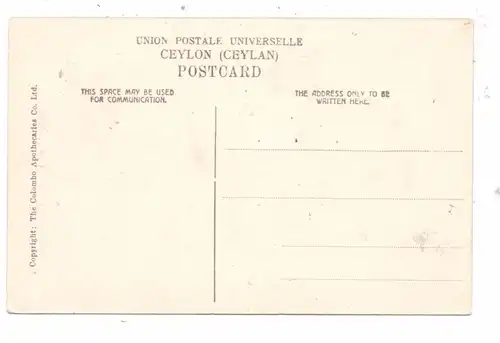 UNION POSTALE UNIVERSELLE
CEYLON (CEYLAN)
POSTCARD
THIS SPACE MAY BE USED
FOR COMMUNICATION.
THE ADDRESS ONLY TO BE
WRITTEN HERE.
Copyright: The Colombo Apothecaries Co. Ltd.